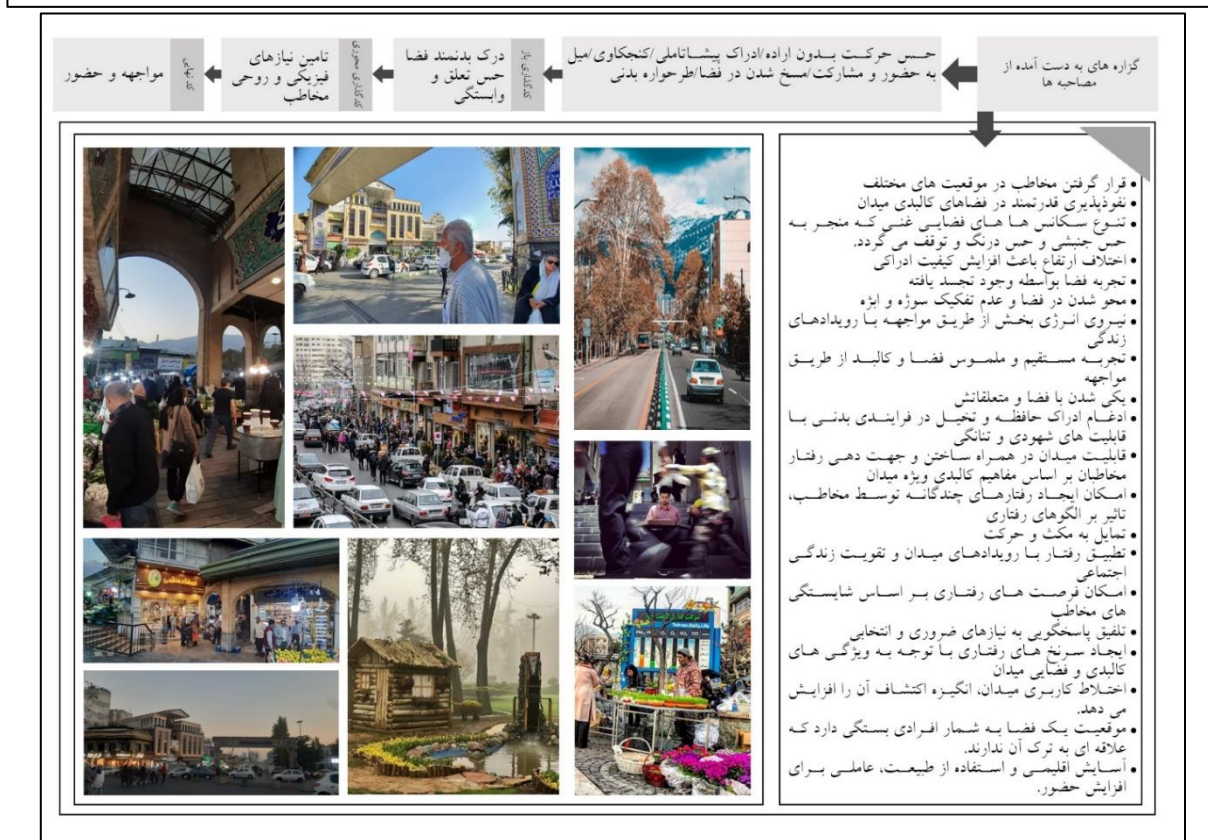 گزاره های به دست آمده از
مصاحبه ها
حس حرکت بدون اراده/ادراک پیشاتاملی/کنجکاوی/میل
به حضور و مشارکت/مسخ شدن در فضا/طرحواره بدنی
کدگذاری باز
درک بدنمند فضا
حس تعلق و
وابستگی
کدگذاری محوری
تامین نیازهای
فیزیکی و روحی
مخاطب
کد نهایی
مواجهه و حضور
• قرار گرفتن مخاطب در موقعیت های مختلف
• نفوذپذیری قدرتمند در فضاهای کالبدی میدان
• تنوع سکانس ها های فضایی غنی که منجر به
حس جنبشی و حس درنگ و توقف می گردد.
• اختلاف ارتفاع باعث افزایش کیفیت ادراکی
• تجربه فضا بواسطه وجود تجسد یافته
• محو شدن در فضا و عدم تفکیک سوژه و ابژه
• نیروی انرژی بخش از طریق مواجهه با رویدادهای
زندگی
• تجربه مستقیم و ملموس فضا و کالبد از طریق
مواجهه
• یکی شدن با فضا و متعلقاتش
• ادغام ادراک حافظه و تخیل در فرایندی بدنی با
قابلیت های شهودی و تنانگی
• قابلیت میدان در همراه ساختن و جهت دهی رفتار
مخاطبان بر اساس مفاهیم کالبدی ویژه میدان
• امکان ایجاد رفتارهای چندگانه توسط مخاطب،
تاثیر بر الگوهای رفتاری
• تمایل به مکث و حرکت
• تطبیق رفتار با رویدادهای میدان و تقویت زندگی
اجتماعی
• امکان فرصت های رفتاری بر اساس شایستگی
های مخاطب
• تلفیق پاسخگویی به نیازهای ضروری و انتخابی
• ایجاد سرنخ های رفتاری با توجه به ویژگی های
کالبدی و فضایی میدان
• اختلاط کاربری میدان، انگیزه اکتشاف آن را افزایش
می دهد.
• موقعیت یک فضا به شمار افرادی بستگی دارد که
علاقه ای به ترک آن ندارند.
• آسایش اقلیمی و استفاده از طبیعت، عاملی برای
افزایش حضور.
Tehran Daily Life